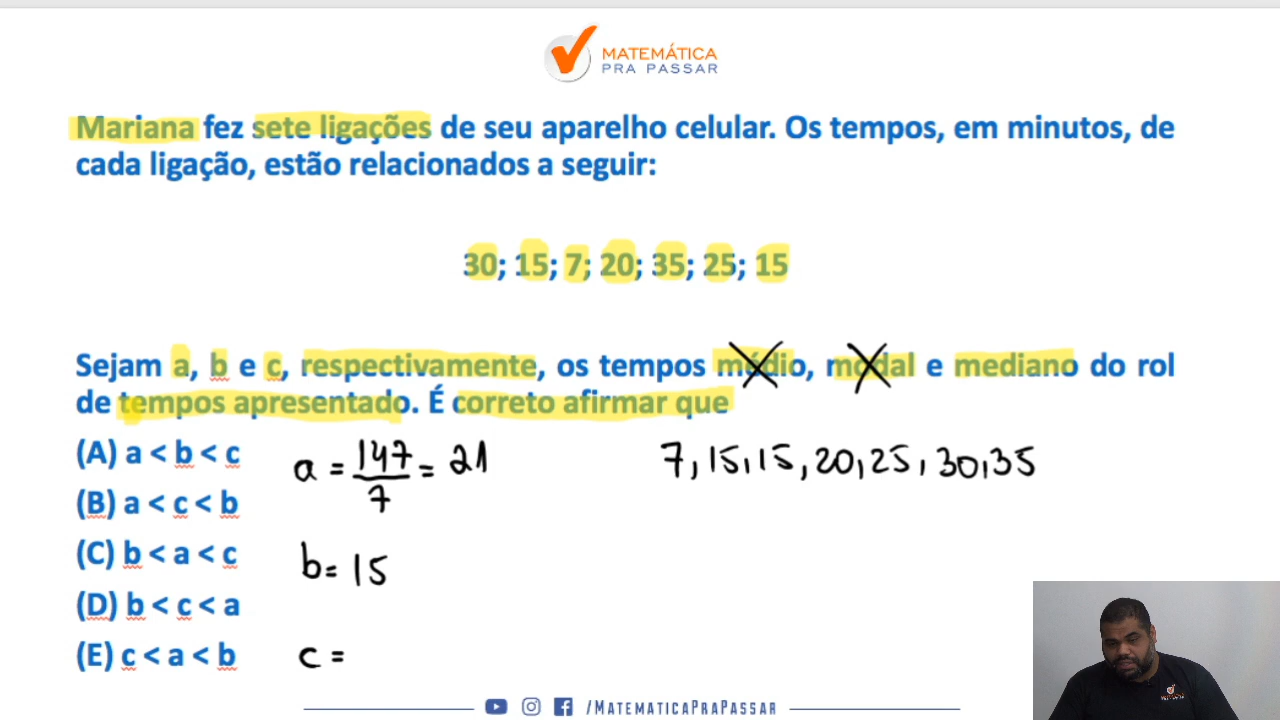 MATEMÁTICA
PRA PASSAR
Mariana fez sete ligações de seu aparelho celular. Os tempos, em minutos, de
cada ligação, estão relacionados a seguir:
30; 15; 7; 20; 35; 25; 15
Sejam a, b e c, respectivamente, os tempos médio, modal e mediano do rol
de tempos apresentado. É correto afirmar que
(A) a < b < c
(B) a < c < b
(C) b < a < c
(D) b < c < a
(E) c < a < b
a = 147/7 = 21
b = 15
c =
7, 15, 15, 20, 25, 30, 35
/MATEMATICAPRAPASSAR